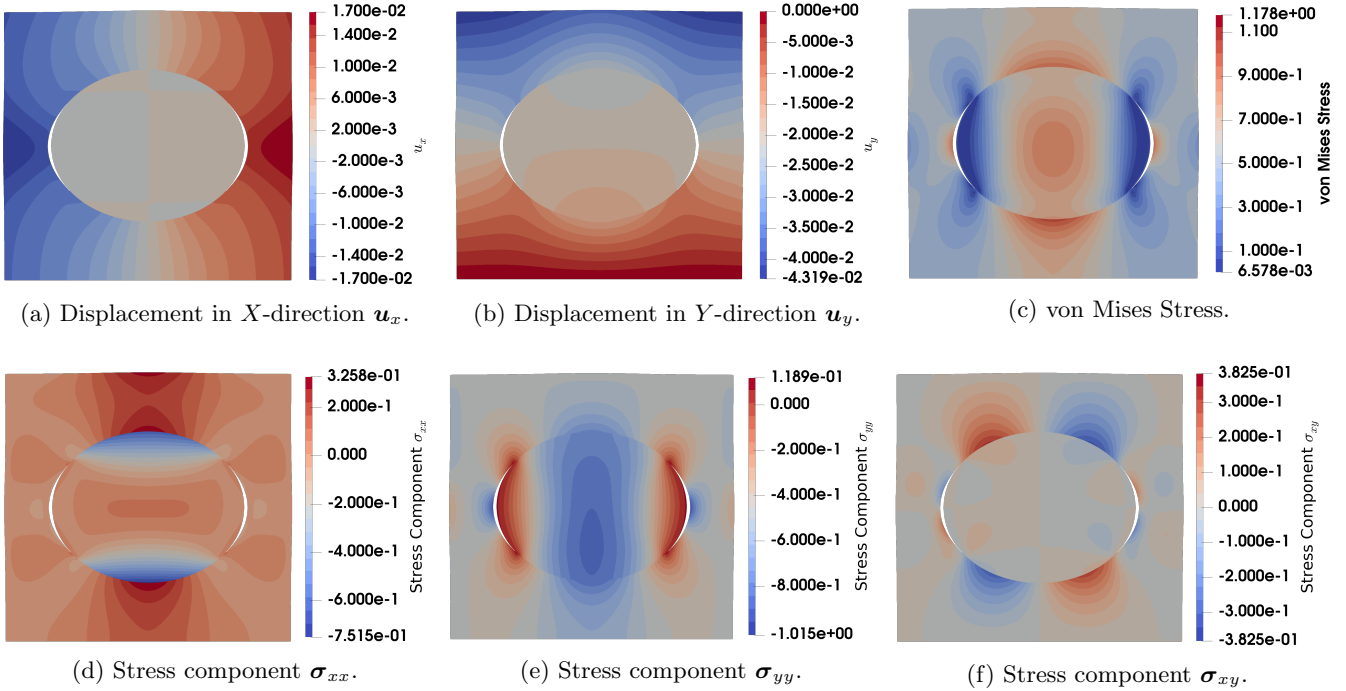 1.700e-02
1.400e-2
1.000e-2
6.000e-3
2.000e-3
-2.000e-3
-6.000e-3
-1.000e-2
-1.400e-2
-1.700e-02
u_x
(a) Displacement in X-direction u_x.
0.000e+00
-5.000e-3
-1.000e-2
-1.500e-2
-2.000e-2
-2.500e-2
-3.000e-2
-3.500e-2
-4.000e-2
-4.319e-02
u_y
(b) Displacement in Y-direction u_y.
1.178e+00
1.100
9.000e-1
7.000e-1
5.000e-1
3.000e-1
1.000e-1
6.578e-03
von Mises Stress
(c) von Mises Stress.
3.258e-01
2.000e-1
0.000
-2.000e-1
-4.000e-1
-6.000e-1
-7.515e-01
Stress Component σ_xx
(d) Stress component σ_xx.
1.189e-01
0.000
-2.000e-1
-4.000e-1
-6.000e-1
-8.000e-1
-1.015e+00
Stress Component σ_yy
(e) Stress component σ_yy.
3.825e-01
3.000e-1
2.000e-1
1.000e-1
0.000
-1.000e-1
-2.000e-1
-3.000e-1
-3.825e-01
Stress Component σ_xy
(f) Stress component σ_xy.